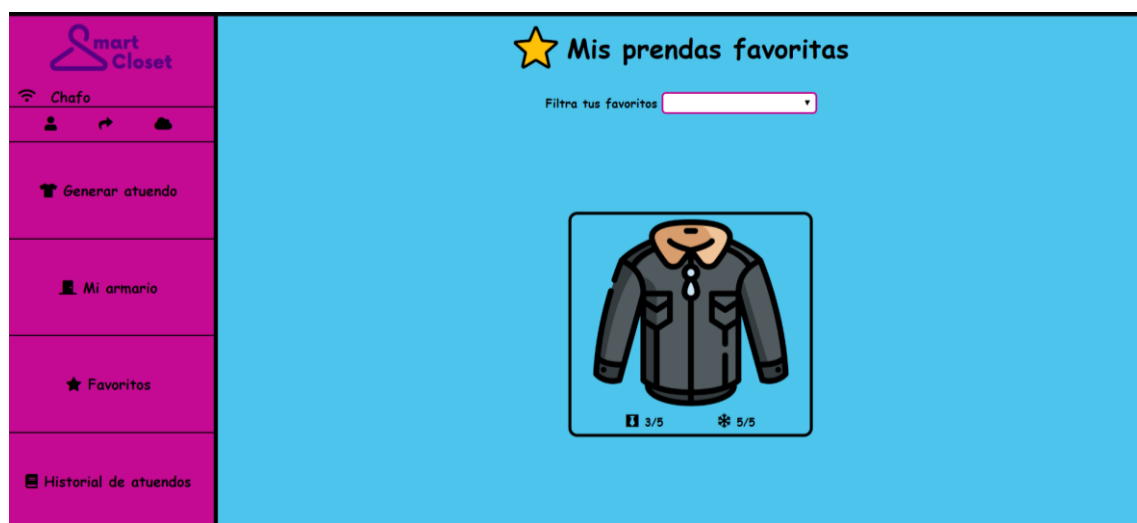 Smart
Closet
Chafo
Generar atuendo
Mi armario
Favoritos
Historial de atuendos
Mis prendas favoritas
Filtra tus favoritos
3/5
5/5